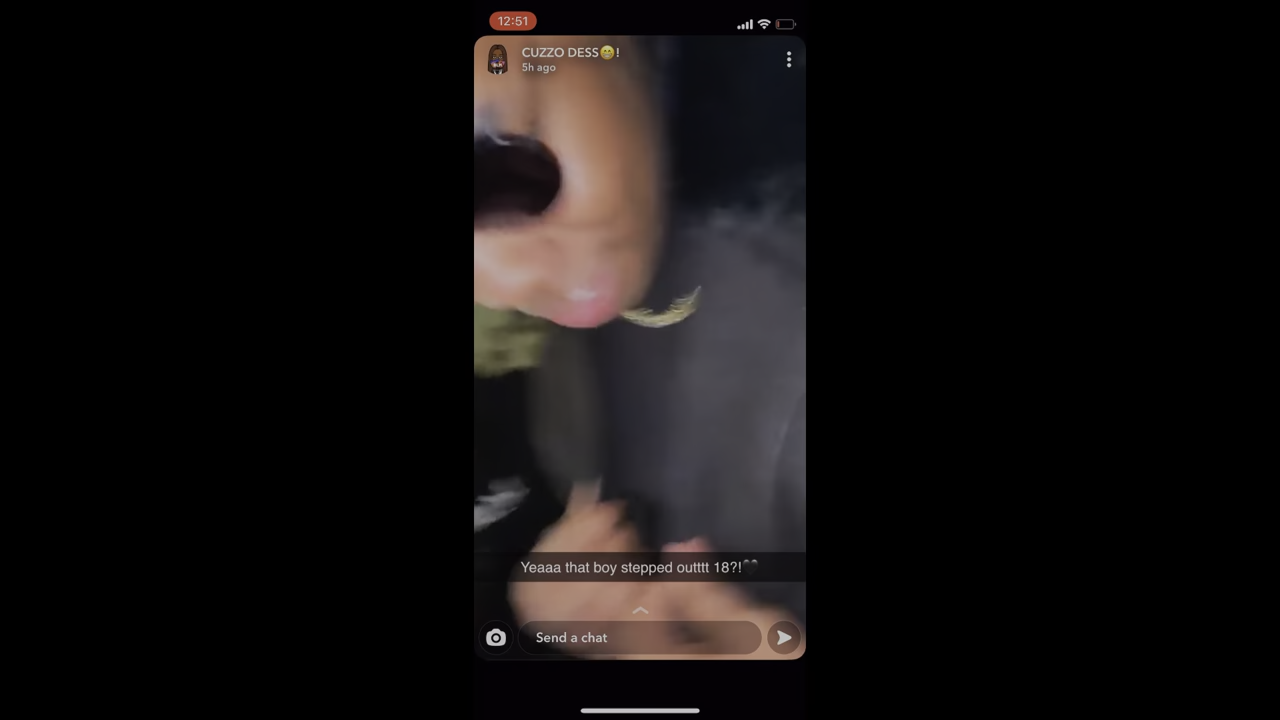 12:51
CUZZO DESS😁!
5h ago
Yeaaa that boy stepped outttt 18?!🖤
Send a chat